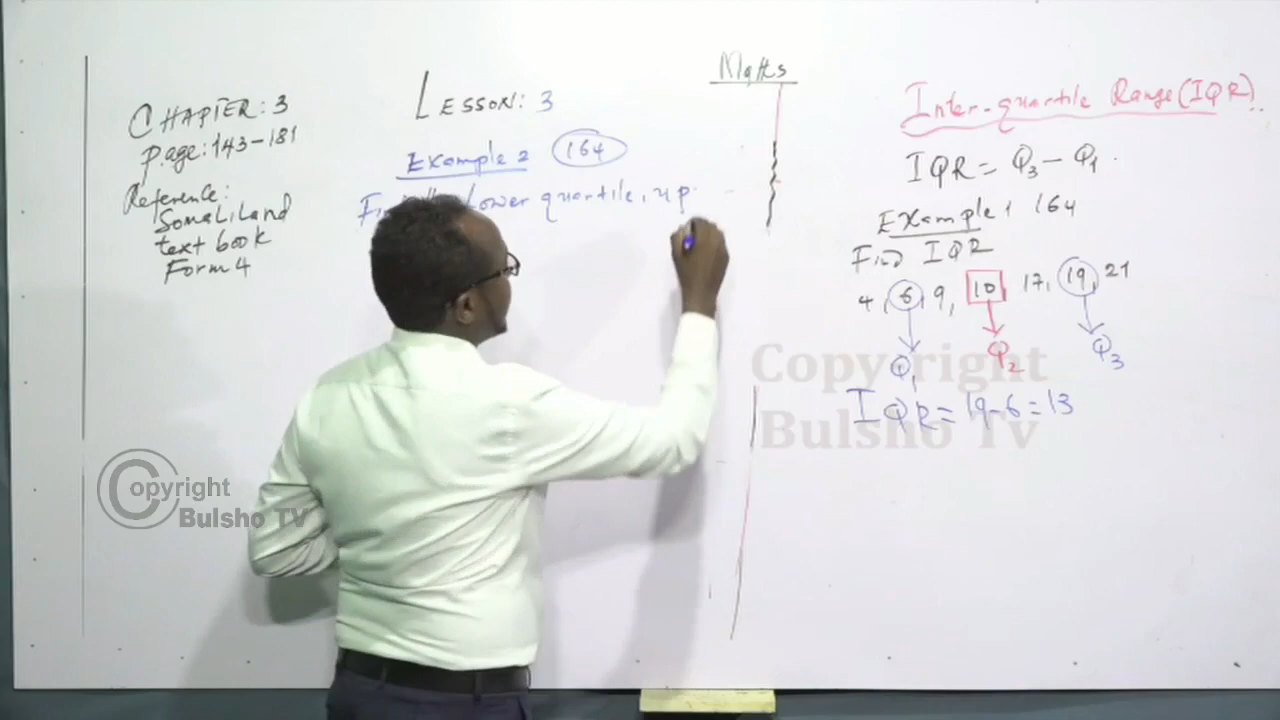 Maths
CHAPTER: 3
Page: 143-181
Reference:
Somaliland
text book
Form 4
LESSON: 3
Example 2 164
Lower quartile, up
Inter-quartile Range (IQR)
IQR = Q3 - Q1
Example 1 164
Find IQR
4, 6, 9, 10, 17, 19, 21
Q1 Q2 Q3
IQR = 19-6 = 13
Copyright
Bulsho Tv
Copyright
Bulsho TV